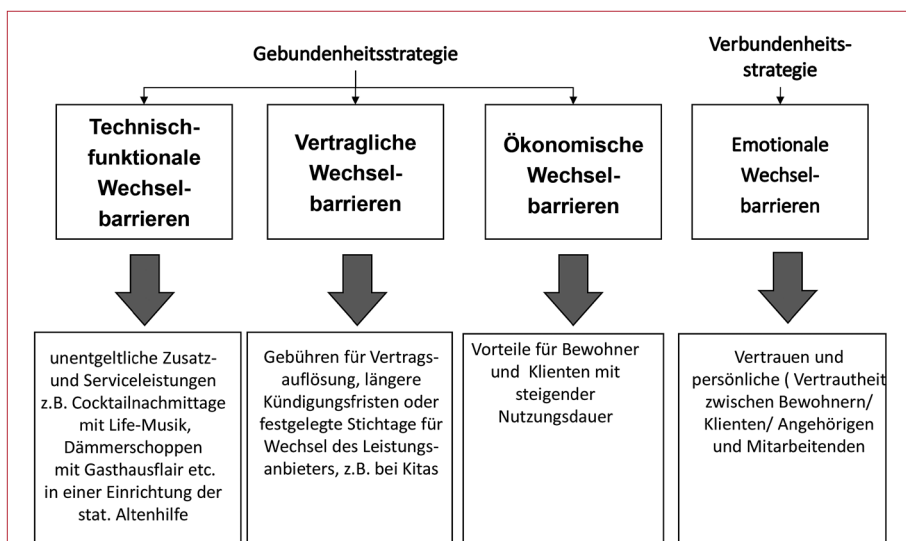 Gebundenheitsstrategie
Verbundenheits-
strategie
Technisch-
funktionale
Wechsel-
barrieren
Vertragliche
Wechsel-
barrieren
Ökonomische
Wechsel-
barrieren
Emotionale
Wechsel-
barrieren
unentgeltliche Zusatz-
und Serviceleistungen
z.B. Cocktailnachmittage
mit Life-Musik,
Dämmerschoppen
mit Gasthausflair etc.
in einer Einrichtung der
stat. Altenhilfe
Gebühren für Vertrags-
auflösung, längere
Kündigungsfristen oder
festgelegte Stichtage für
Wechsel des Leistungs-
anbieters, z.B. bei Kitas
Vorteile für Bewohner
und Klienten mit
steigender
Nutzungsdauer
Vertrauen und
persönliche ( Vertrautheit
zwischen Bewohnern/
Klienten/ Angehörigen
und Mitarbeitenden